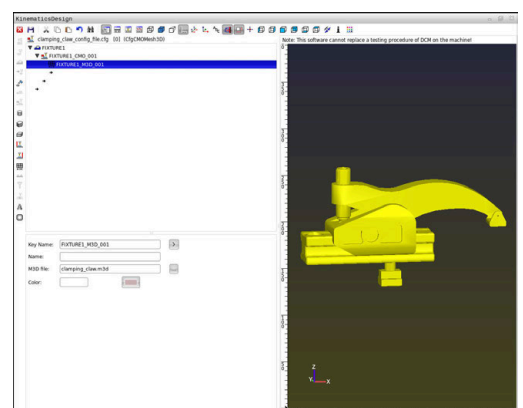 KinematicsDesign
clamping_claw_config_file.cfg [0] (CfgCMOMesh3D)
Note: This software cannot replace a testing procedure of DCM on the machine!
FIXTURE1
FIXTURE1_CMO_001
FIXTURE1_M3D_001
Key Name: FIXTURE1_M3D_001
Name:
M3D file: clamping_claw.m3d
Color:
Z
Y X